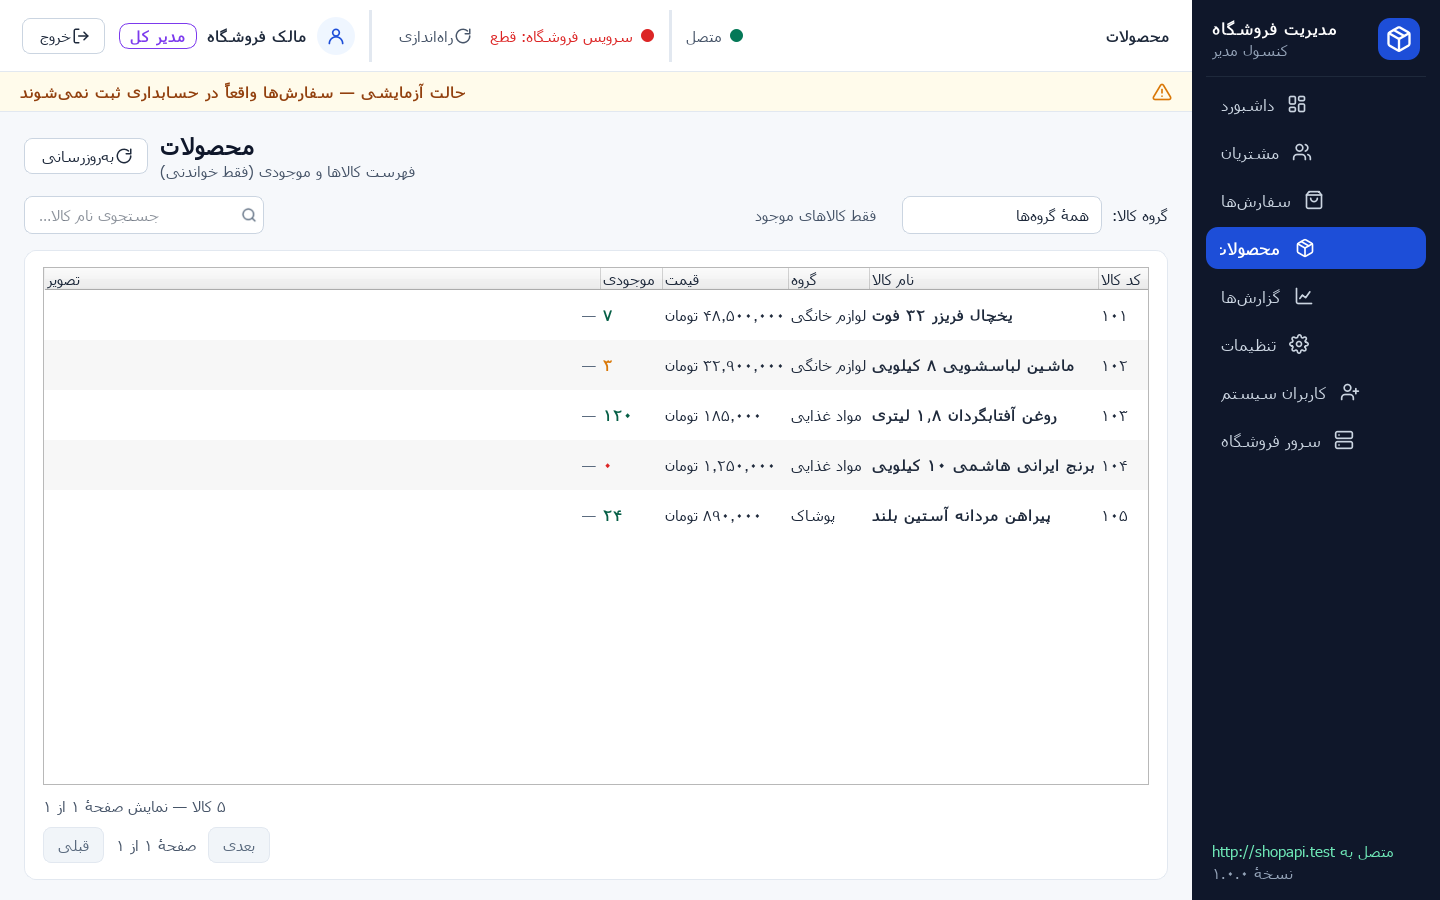 مدیریت فروشگاه
کنسول مدیر
داشبورد
مشتریان
سفارش‌ها
محصولات
گزارش‌ها
تنظیمات
کاربران سیستم
سرور فروشگاه
متصل به http://shopapi.test
نسخهٔ ۱.۰.۰
محصولات
متصل
سرویس فروشگاه: قطع
راه‌اندازی
مالک فروشگاه
مدیر کل
خروج
حالت آزمایشی — سفارش‌ها واقعاً در حسابداری ثبت نمی‌شوند
محصولات
فهرست کالاها و موجودی (فقط خواندنی)
به‌روزرسانی
گروه کالا:
همهٔ گروه‌ها
فقط کالاهای موجود
جستجوی نام کالا...
کد کالا نام کالا گروه قیمت موجودی تصویر
۱۰۱ یخچال فریزر ۳۲ فوت لوازم خانگی ۴۸,۵۰۰,۰۰۰ تومان ۷ —
۱۰۲ ماشین لباسشویی ۸ کیلویی لوازم خانگی ۳۲,۹۰۰,۰۰۰ تومان ۳ —
۱۰۳ روغن آفتابگردان ۱,۸ لیتری مواد غذایی ۱۸۵,۰۰۰ تومان ۱۲۰ —
۱۰۴ برنج ایرانی هاشمی ۱۰ کیلویی مواد غذایی ۱,۲۵۰,۰۰۰ تومان ۰ —
۱۰۵ پیراهن مردانه آستین بلند پوشاک ۸۹۰,۰۰۰ تومان ۲۴ —
۵ کالا — نمایش صفحهٔ ۱ از ۱
بعدی
صفحهٔ ۱ از ۱
قبلی